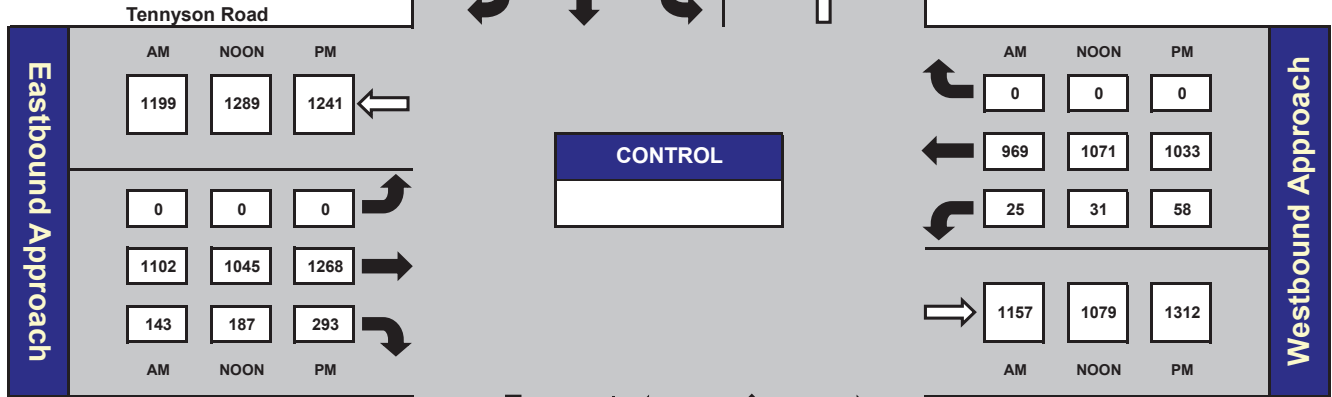 Tennyson Road
Eastbound Approach
AM NOON PM
1199 1289 1241
0 0 0
1102 1045 1268
143 187 293
AM NOON PM
CONTROL
AM NOON PM
0 0 0
969 1071 1033
25 31 58
1157 1079 1312
AM NOON PM
Westbound Approach